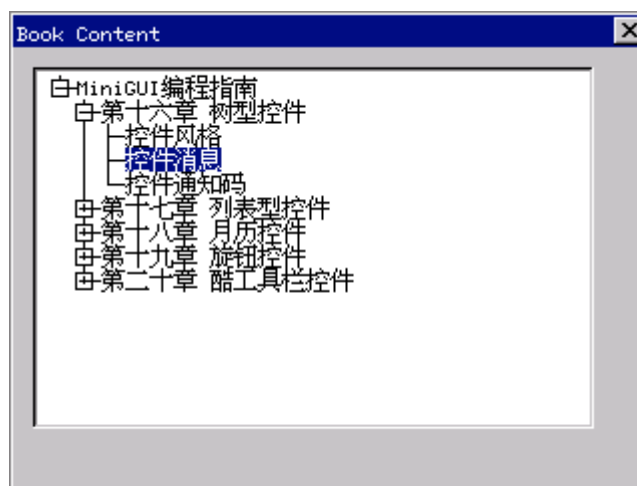 Book Content
MiniGUI编程指南
第十六章 树型控件
控件风格
控件消息
控件通知码
第十七章 列表型控件
第十八章 月历控件
第十九章 旋钮控件
第二十章 酷工具栏控件